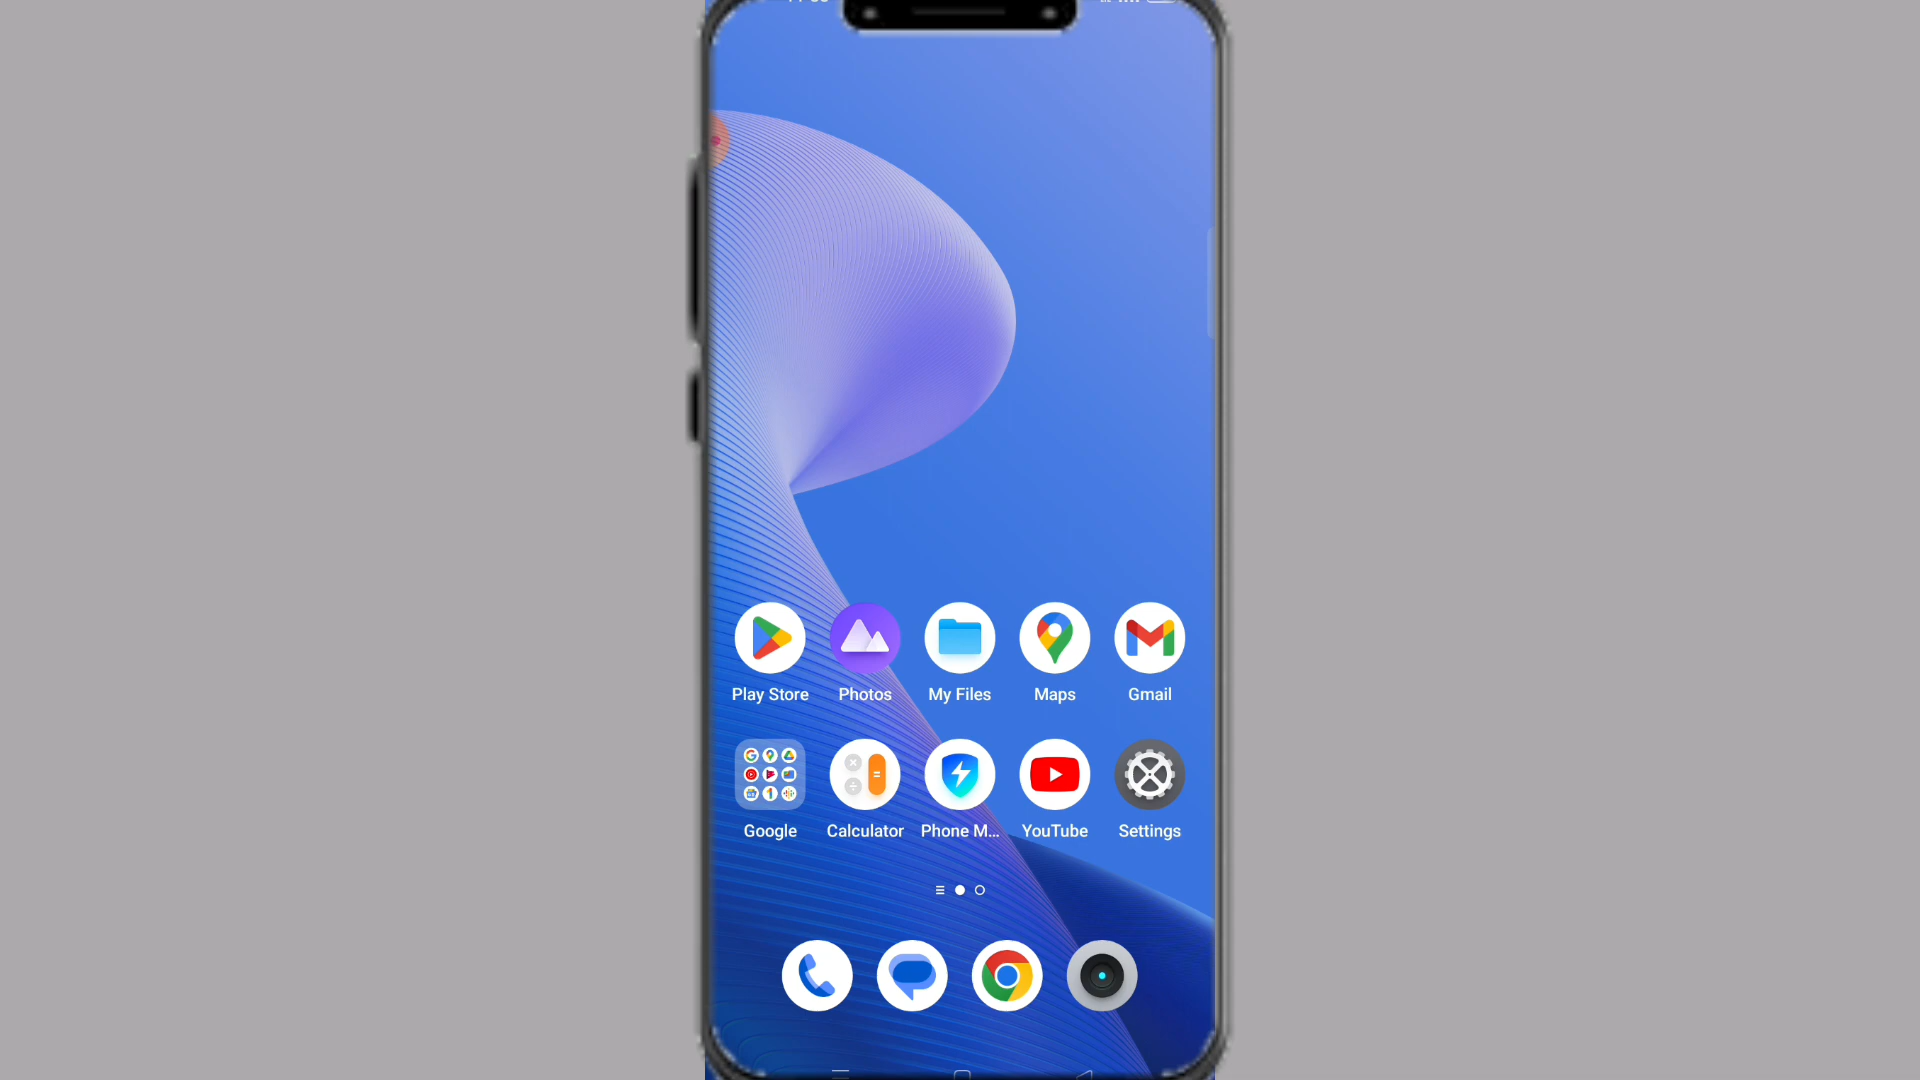 Play Store
Photos
My Files
Maps
Gmail
Google
Calculator
Phone M...
YouTube
Settings